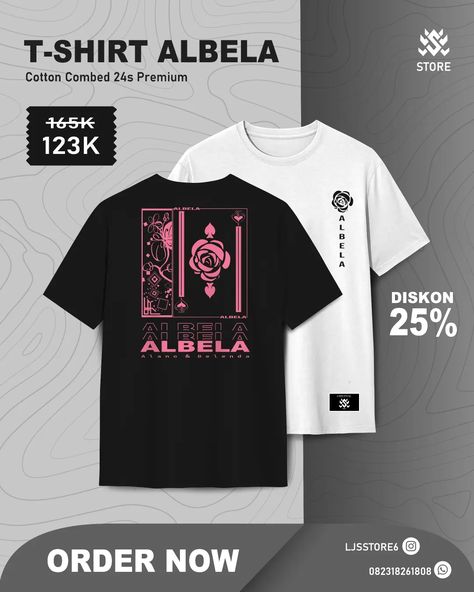 T-SHIRT ALBELA
Cotton Combed 24s Premium
STORE
165K
123K
ALBELA
ALBELA
ALBELA
ALBELA
ALBELA
Alano & Belenda
ALBELA
DISKON
25%
ORDER NOW
LJSSTORE6
082318261808